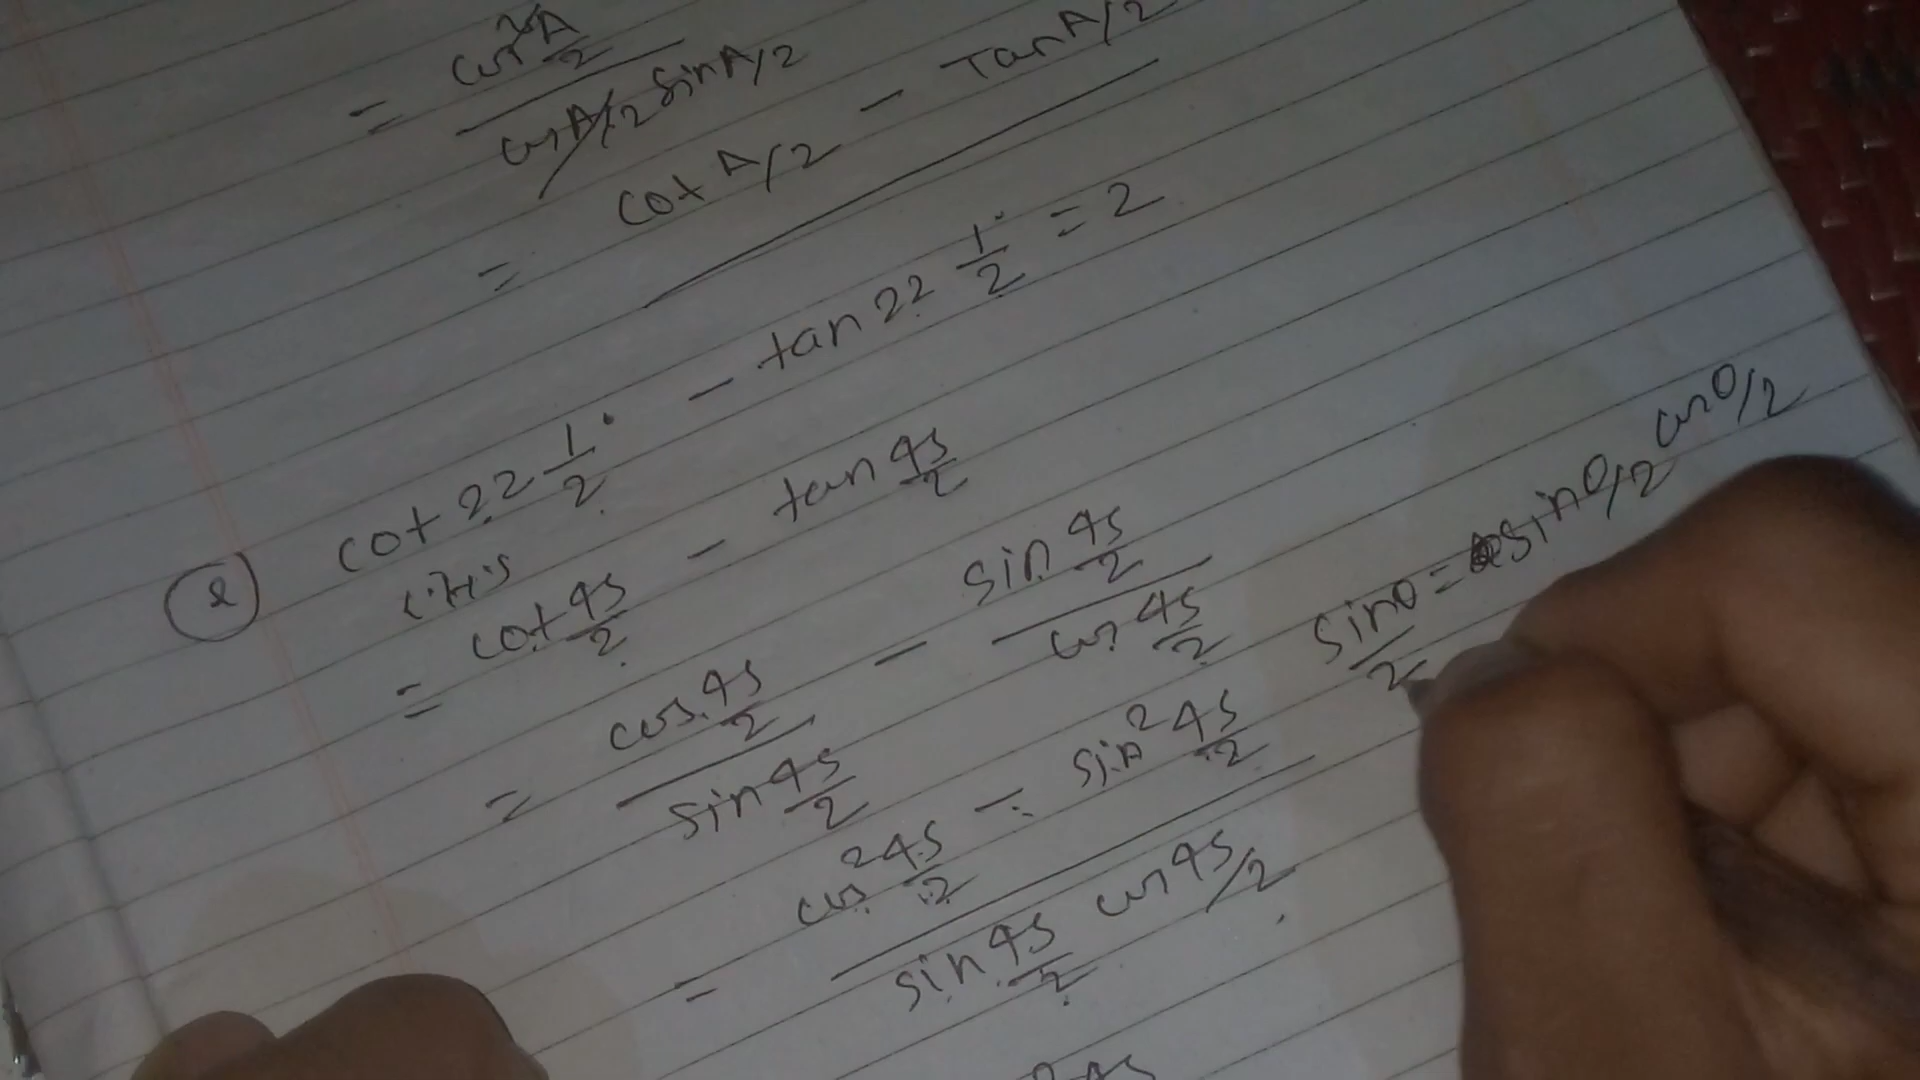 = cos²A/2 / cosA/2 sinA/2
= cot A/2 - Tan A/2
② cot 22 1/2° - tan 22 1/2° = 2
L.H.S
= cot 45/2 - tan 45/2
= cos 45/2 / sin 45/2 - sin 45/2 / cos 45/2
= cos² 45/2 - sin² 45/2 / sin 45/2 cos 45/2
sinθ/2 = sin θ/2 cos θ/2